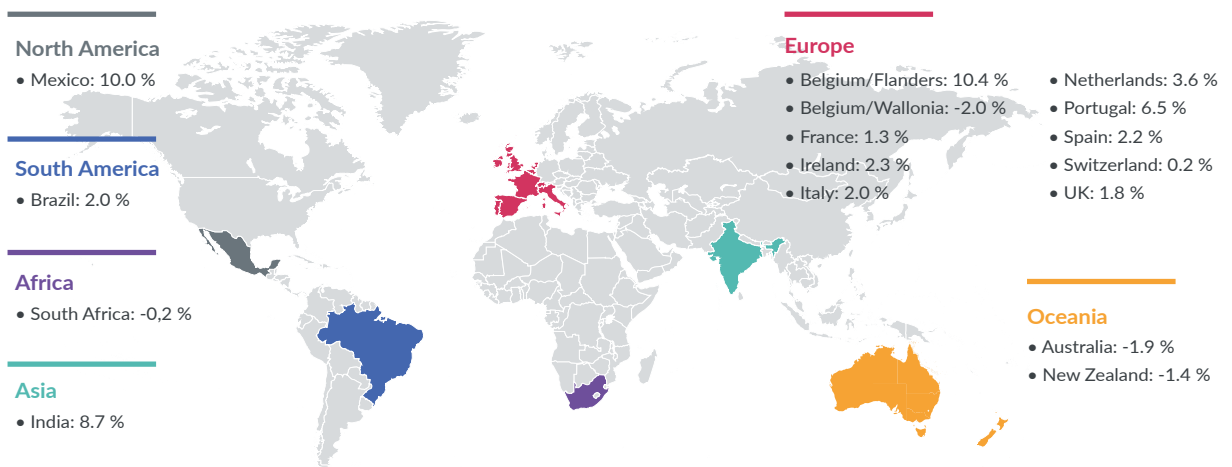 North America
• Mexico: 10.0 %
South America
• Brazil: 2.0 %
Africa
• South Africa: -0,2 %
Asia
• India: 8.7 %
Europe
• Belgium/Flanders: 10.4 %
• Belgium/Wallonia: -2.0 %
• France: 1.3 %
• Ireland: 2.3 %
• Italy: 2.0 %
• Netherlands: 3.6 %
• Portugal: 6.5 %
• Spain: 2.2 %
• Switzerland: 0.2 %
• UK: 1.8 %
Oceania
• Australia: -1.9 %
• New Zealand: -1.4 %